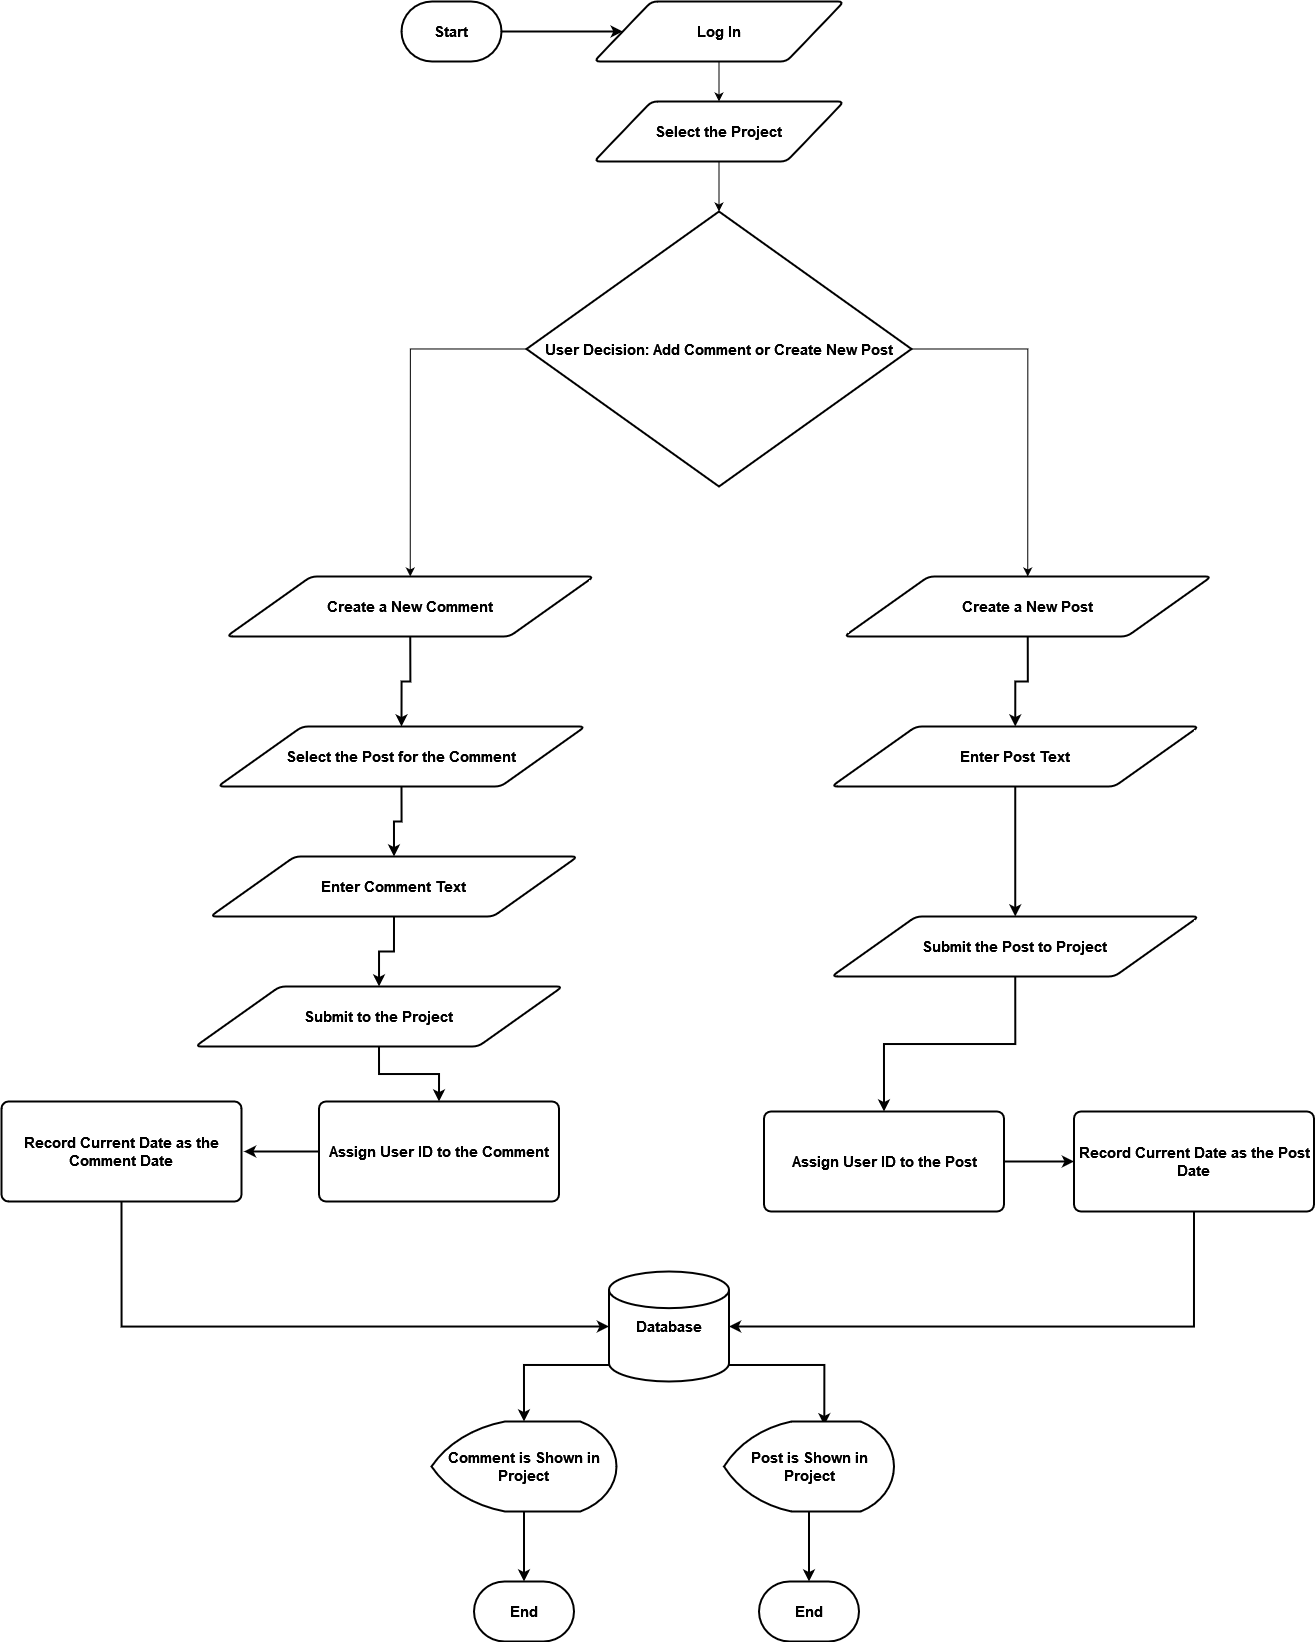 Start
Log In
Select the Project
User Decision: Add Comment or Create New Post
Create a New Comment
Create a New Post
Select the Post for the Comment
Enter Post Text
Enter Comment Text
Submit the Post to Project
Submit to the Project
Record Current Date as the
Comment Date
Assign User ID to the Comment
Assign User ID to the Post
Record Current Date as the Post
Date
Database
Comment is Shown in
Project
Post is Shown in
Project
End
End